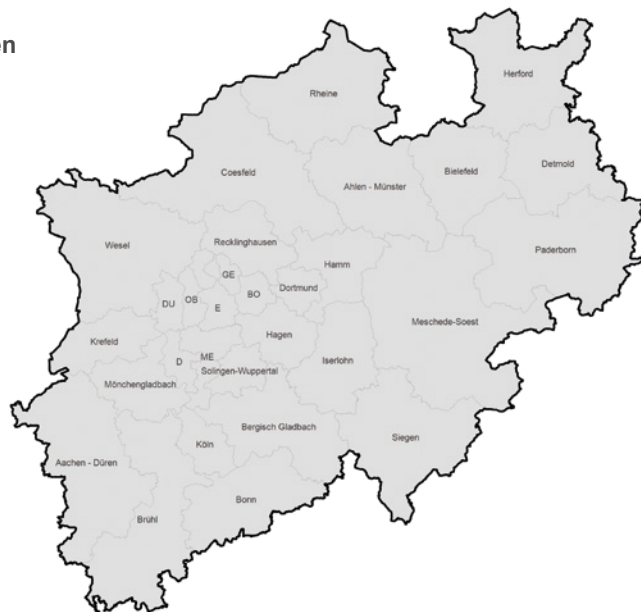 en
Herford
Rheine
Bielefeld
Detmold
Coesfeld
Ahlen - Münster
Wesel
Recklinghausen
Paderborn
Hamm
GE
Dortmund
BO
DU
OB
E
Meschede-Soest
Hagen
Krefeld
D
ME
Iserlohn
Solingen-Wuppertal
Mönchengladbach
Bergisch Gladbach
Siegen
Köln
Aachen - Düren
Bonn
Brühl